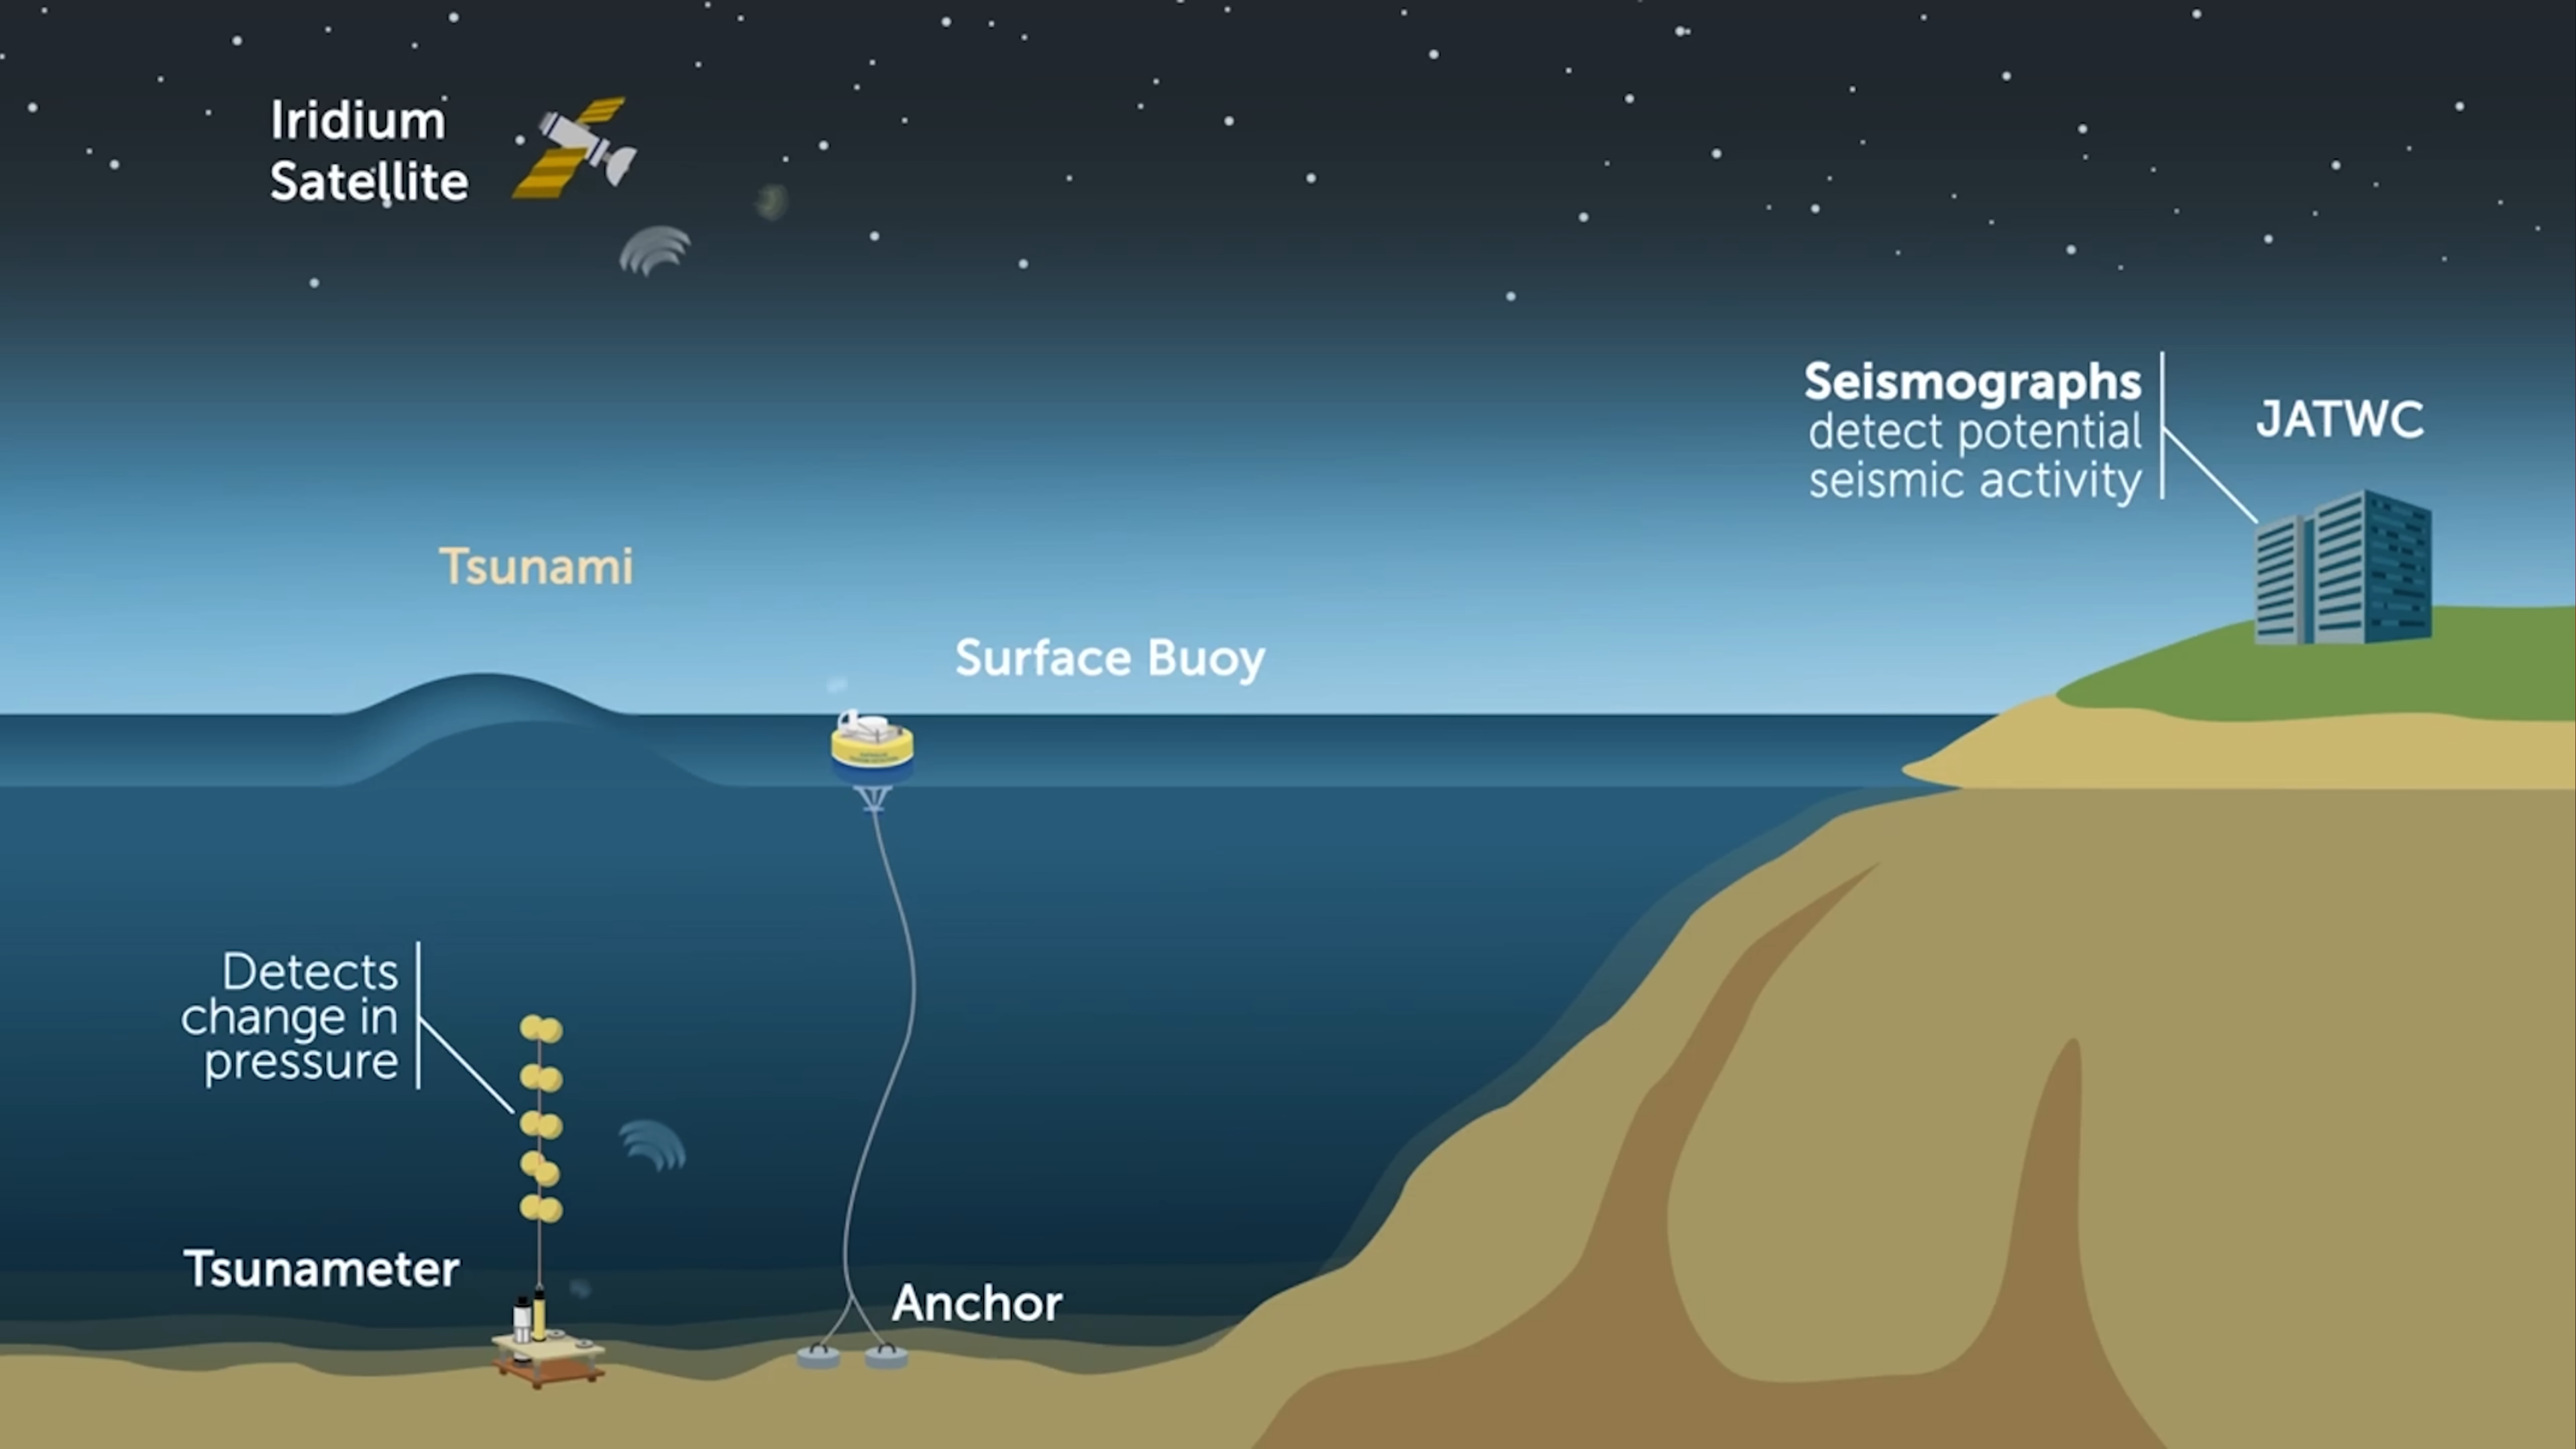 Iridium
Satellite
Seismographs
detect potential
seismic activity
JATWC
Tsunami
Surface Buoy
Detects
change in
pressure
Tsunameter
Anchor